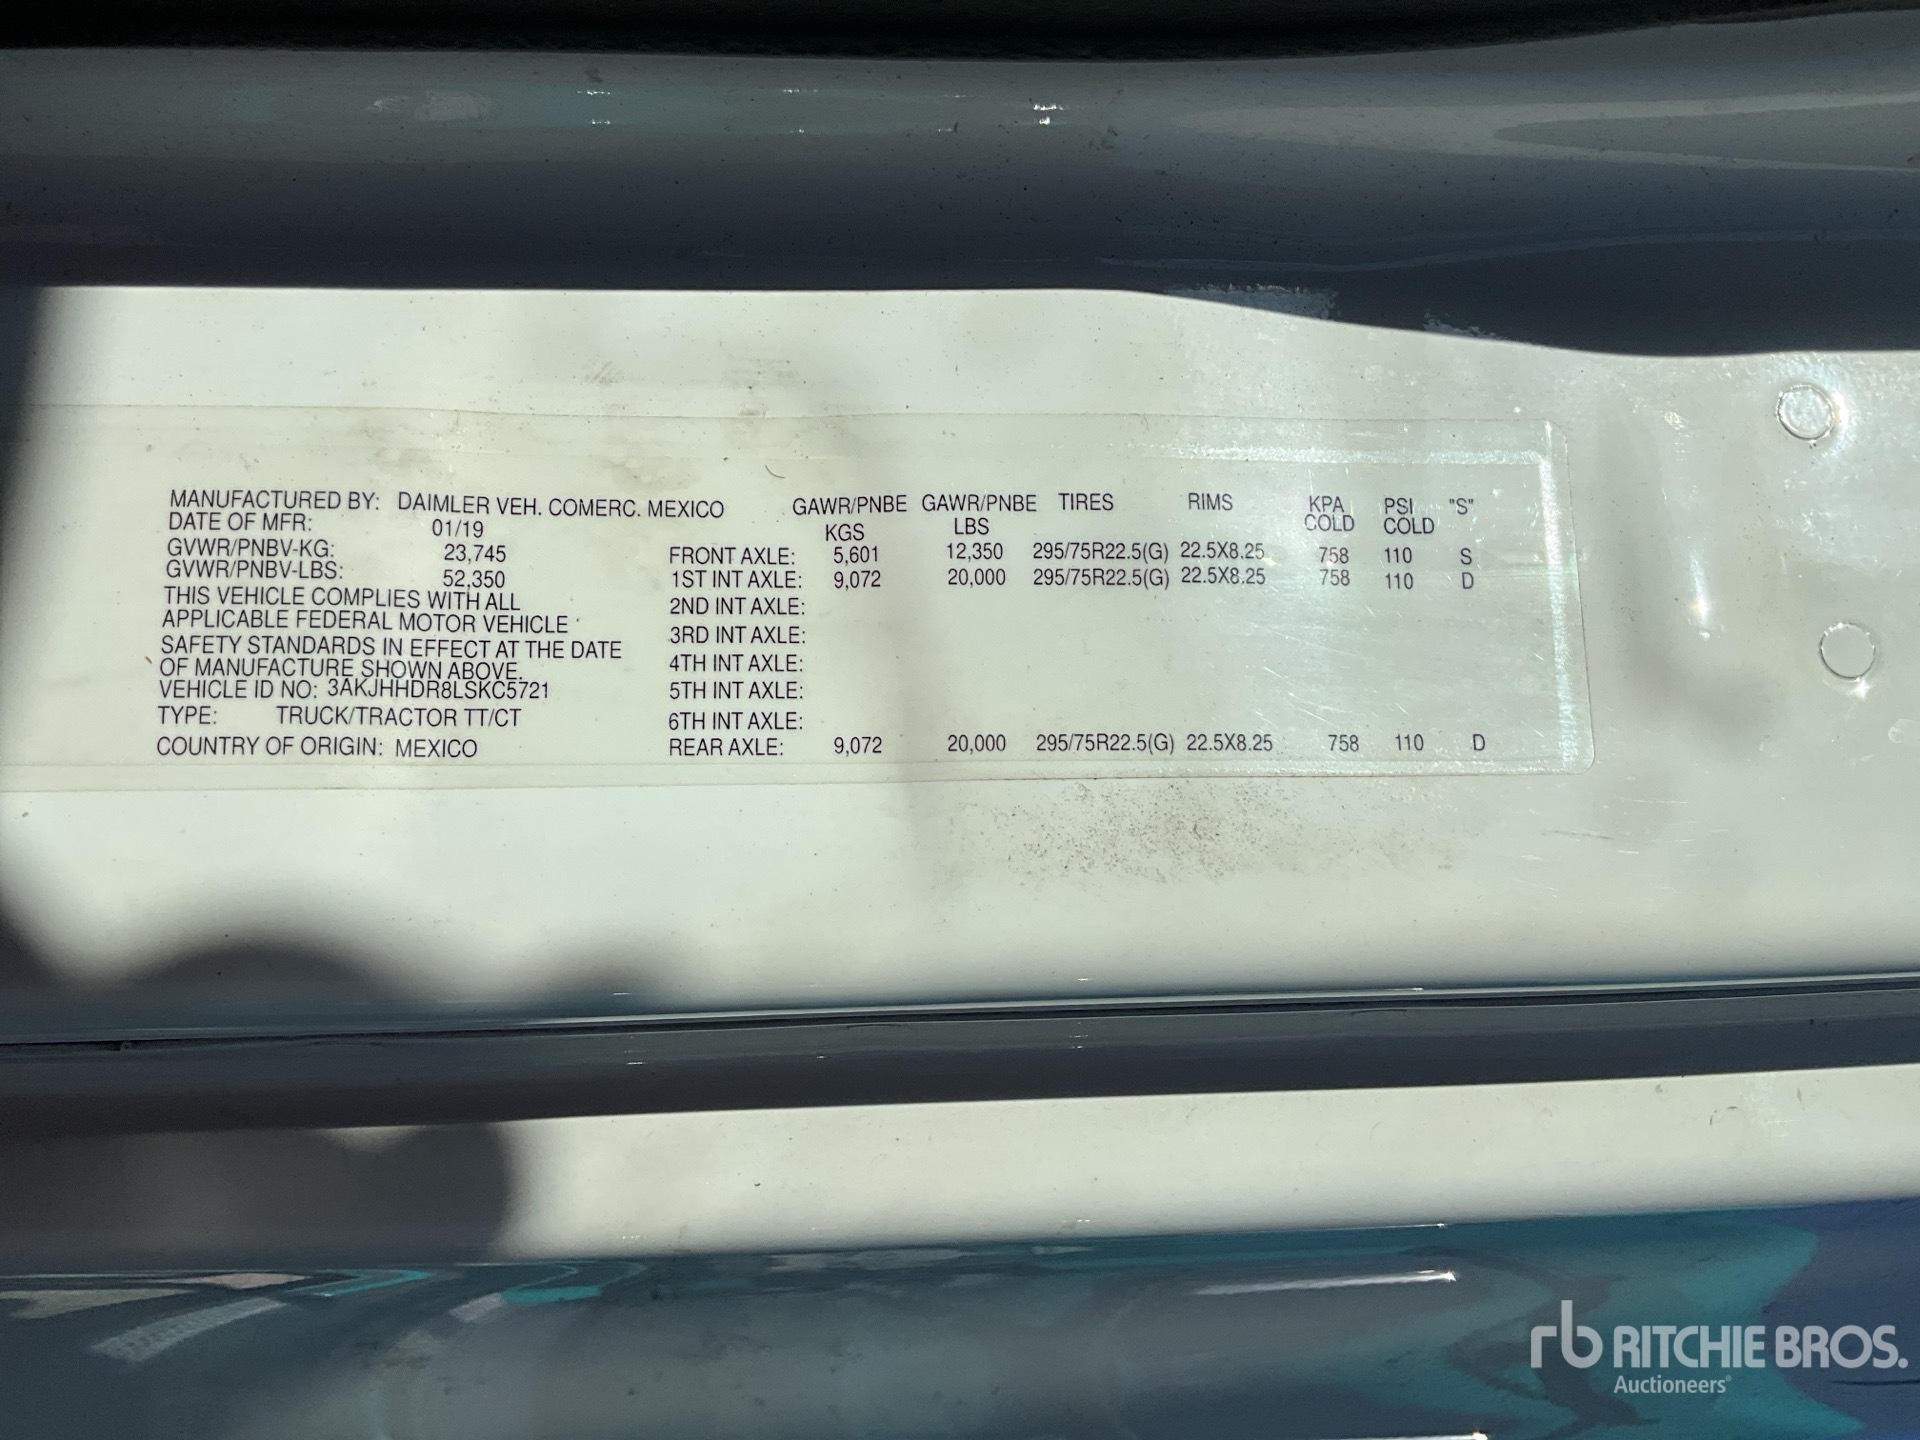 MANUFACTURED BY: DAIMLER VEH. COMERC. MEXICO
DATE OF MFR: 01/19
GVWR/PNBV-KG: 23,745
GVWR/PNBV-LBS: 52,350
THIS VEHICLE COMPLIES WITH ALL
APPLICABLE FEDERAL MOTOR VEHICLE
SAFETY STANDARDS IN EFFECT AT THE DATE
OF MANUFACTURE SHOWN ABOVE.
VEHICLE ID NO: 3AKJHHDR8LSKC5721
TYPE: TRUCK/TRACTOR TT/CT
COUNTRY OF ORIGIN: MEXICO
GAWR/PNBE GAWR/PNBE TIRES RIMS KPA PSI "S"
KGS LBS COLD COLD
FRONT AXLE: 5,601 12,350 295/75R22.5(G) 22.5X8.25 758 110 S
1ST INT AXLE: 9,072 20,000 295/75R22.5(G) 22.5X8.25 758 110 D
2ND INT AXLE:
3RD INT AXLE:
4TH INT AXLE:
5TH INT AXLE:
6TH INT AXLE:
REAR AXLE: 9,072 20,000 295/75R22.5(G) 22.5X8.25 758 110 D
rb RITCHIE BROS.
Auctioneers